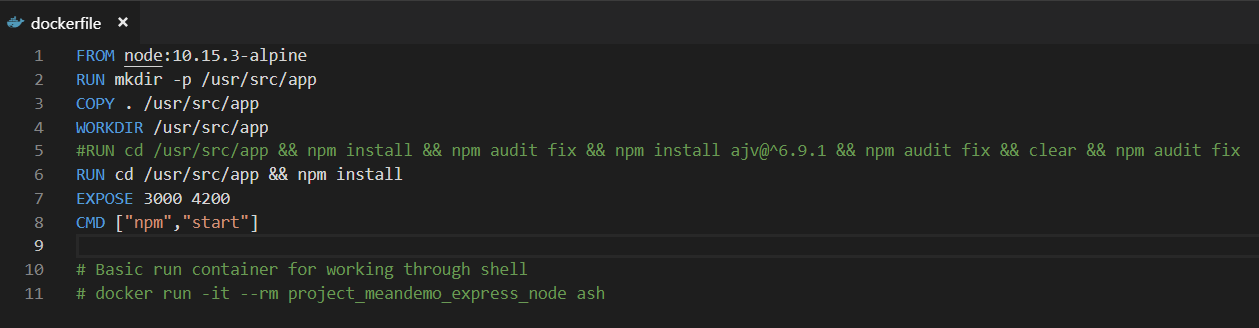 dockerfile ×
1 FROM node:10.15.3-alpine
2 RUN mkdir -p /usr/src/app
3 COPY . /usr/src/app
4 WORKDIR /usr/src/app
5 #RUN cd /usr/src/app && npm install && npm audit fix && npm install ajv@^6.9.1 && npm audit fix && clear && npm audit fix
6 RUN cd /usr/src/app && npm install
7 EXPOSE 3000 4200
8 CMD ["npm","start"]
9
10 # Basic run container for working through shell
11 # docker run -it --rm project_meandemo_express_node ash